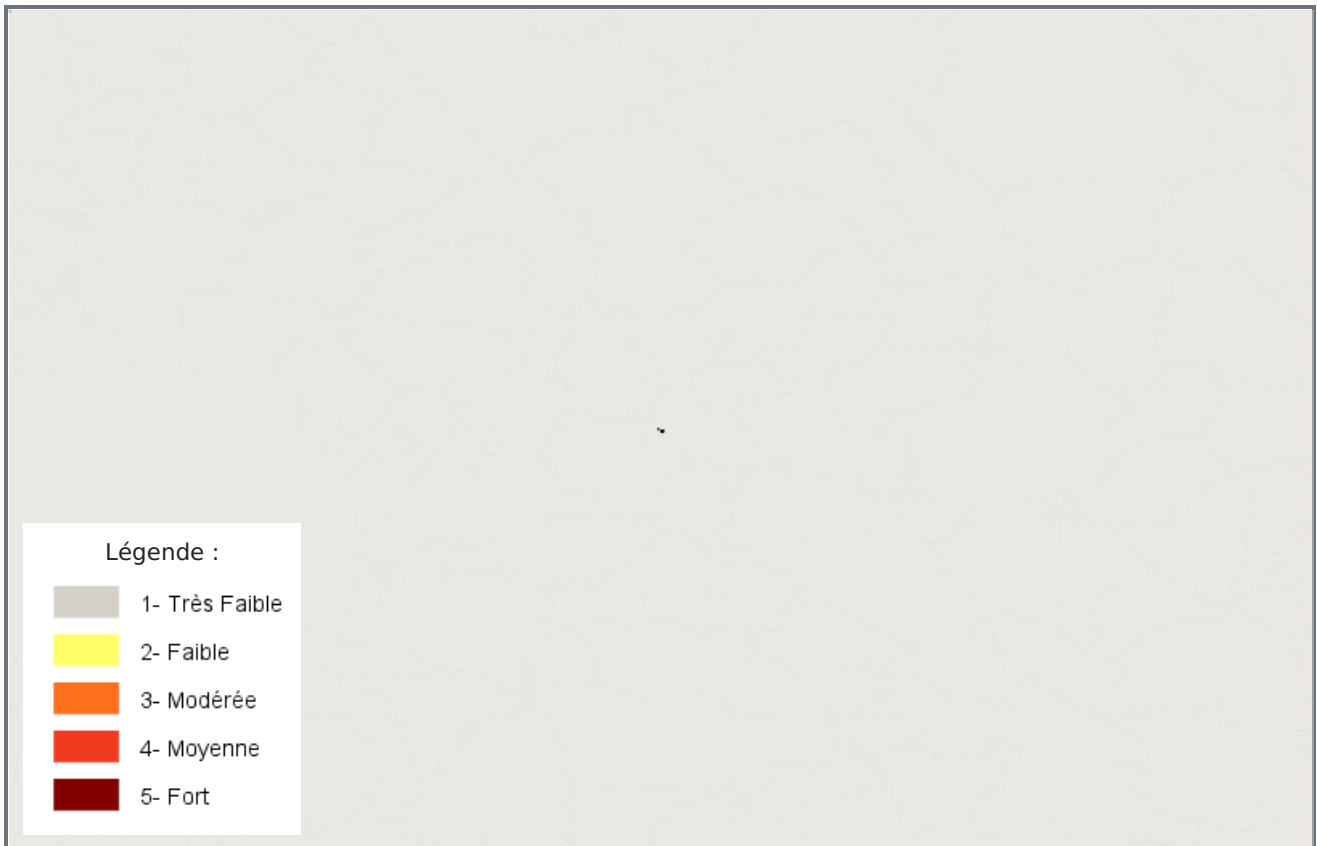 Légende :
1- Très Faible
2- Faible
3- Modérée
4- Moyenne
5- Fort